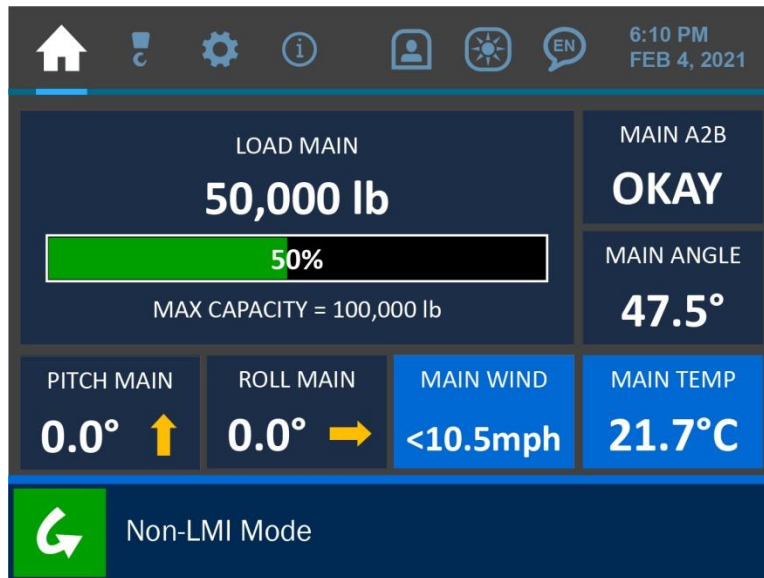 EN
6:10 PM
FEB 4, 2021
LOAD MAIN
50,000 lb
50%
MAX CAPACITY = 100,000 lb
MAIN A2B
OKAY
MAIN ANGLE
47.5°
PITCH MAIN
0.0°
ROLL MAIN
0.0°
MAIN WIND
<10.5mph
MAIN TEMP
21.7°C
Non-LMI Mode